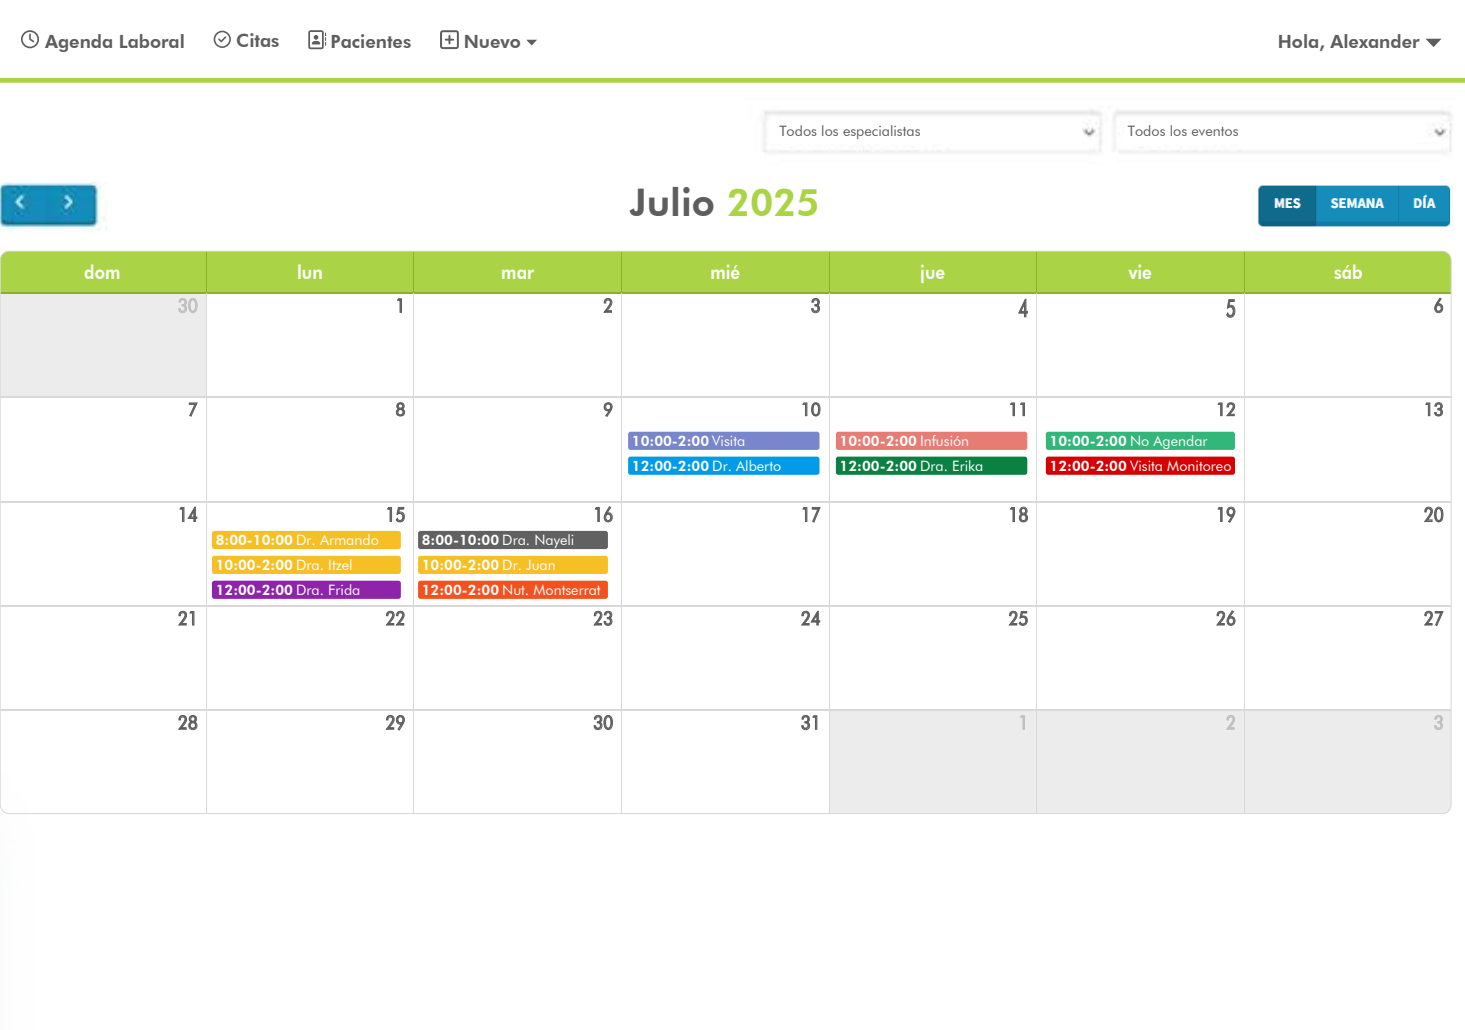 Agenda Laboral Citas Pacientes Nuevo Hola, Alexander
Todos los especialistas Todos los eventos
Julio 2025
MES SEMANA DÍA
dom lun mar mié jue vie sáb
30 1 2 3 4 5 6
7 8 9 10 11 12 13
10:00-2:00 Visita 10:00-2:00 Infusión 10:00-2:00 No Agendar
12:00-2:00 Dr. Alberto 12:00-2:00 Dra. Erika 12:00-2:00 Visita Monitoreo
14 15 16 17 18 19 20
8:00-10:00 Dr. Armando 8:00-10:00 Dra. Nayeli
10:00-2:00 Dra. Itzel 10:00-2:00 Dr. Juan
12:00-2:00 Dra. Frida 12:00-2:00 Nut. Montserrat
21 22 23 24 25 26 27
28 29 30 31 1 2 3